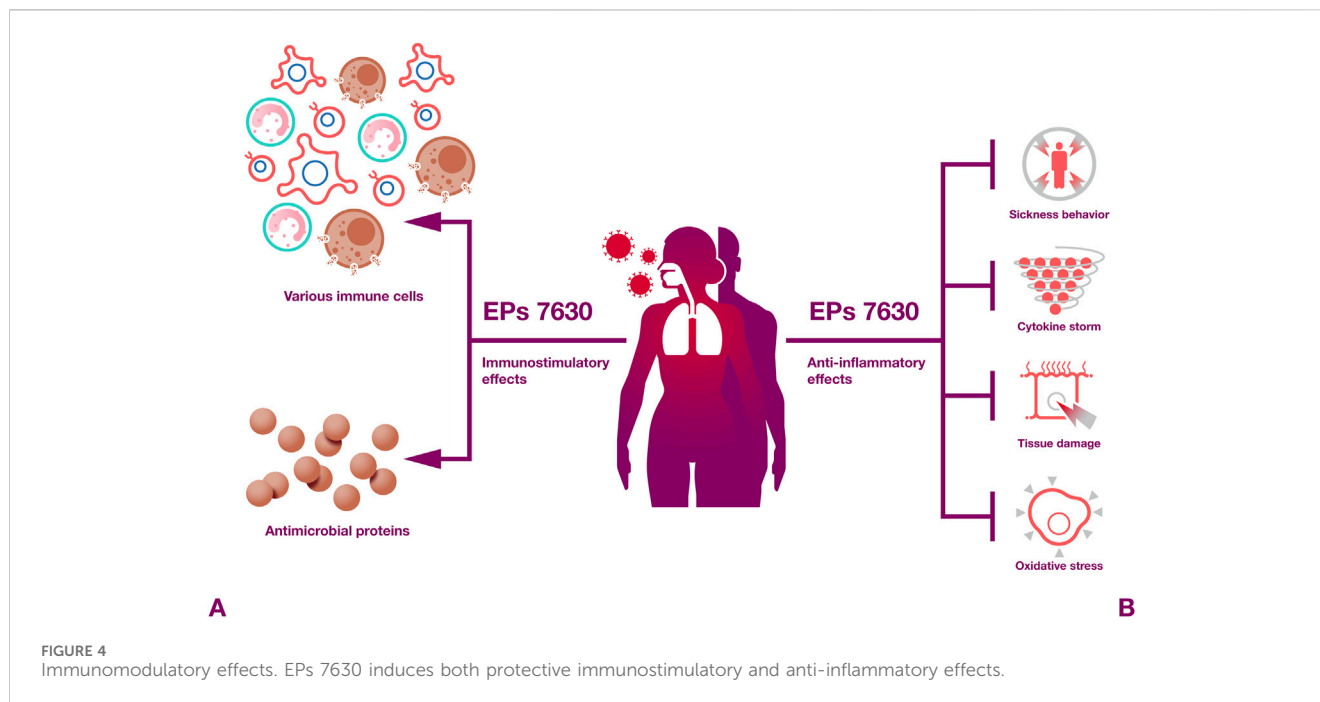 Various immune cells
Antimicrobial proteins
EPs 7630
Immunostimulatory
effects
EPs 7630
Anti-inflammatory
effects
Sickness behavior
Cytokine storm
Tissue damage
Oxidative stress
A
B
FIGURE 4
Immunomodulatory effects. EPs 7630 induces both protective immunostimulatory and anti-inflammatory effects.